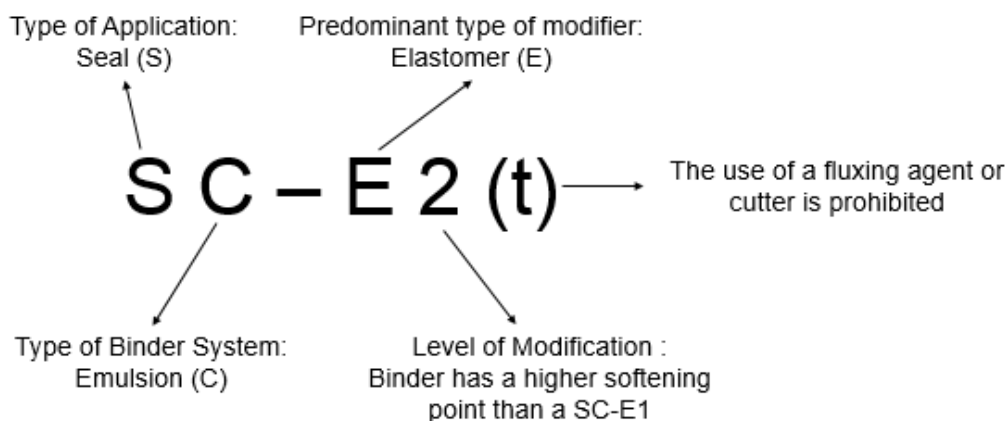 Type of Application:
Seal (S)
Predominant type of modifier:
Elastomer (E)
S C – E 2 (t)
The use of a fluxing agent or
cutter is prohibited
Type of Binder System:
Emulsion (C)
Level of Modification :
Binder has a higher softening
point than a SC-E1